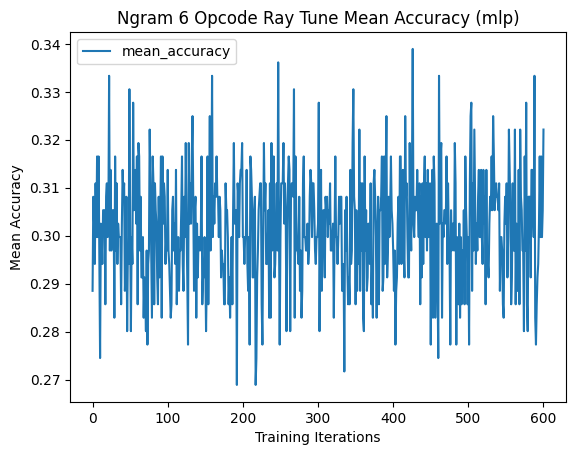 Ngram 6 Opcode Ray Tune Mean Accuracy (mlp)
mean_accuracy
Mean Accuracy
0.34
0.33
0.32
0.31
0.30
0.29
0.28
0.27
0 100 200 300 400 500 600
Training Iterations